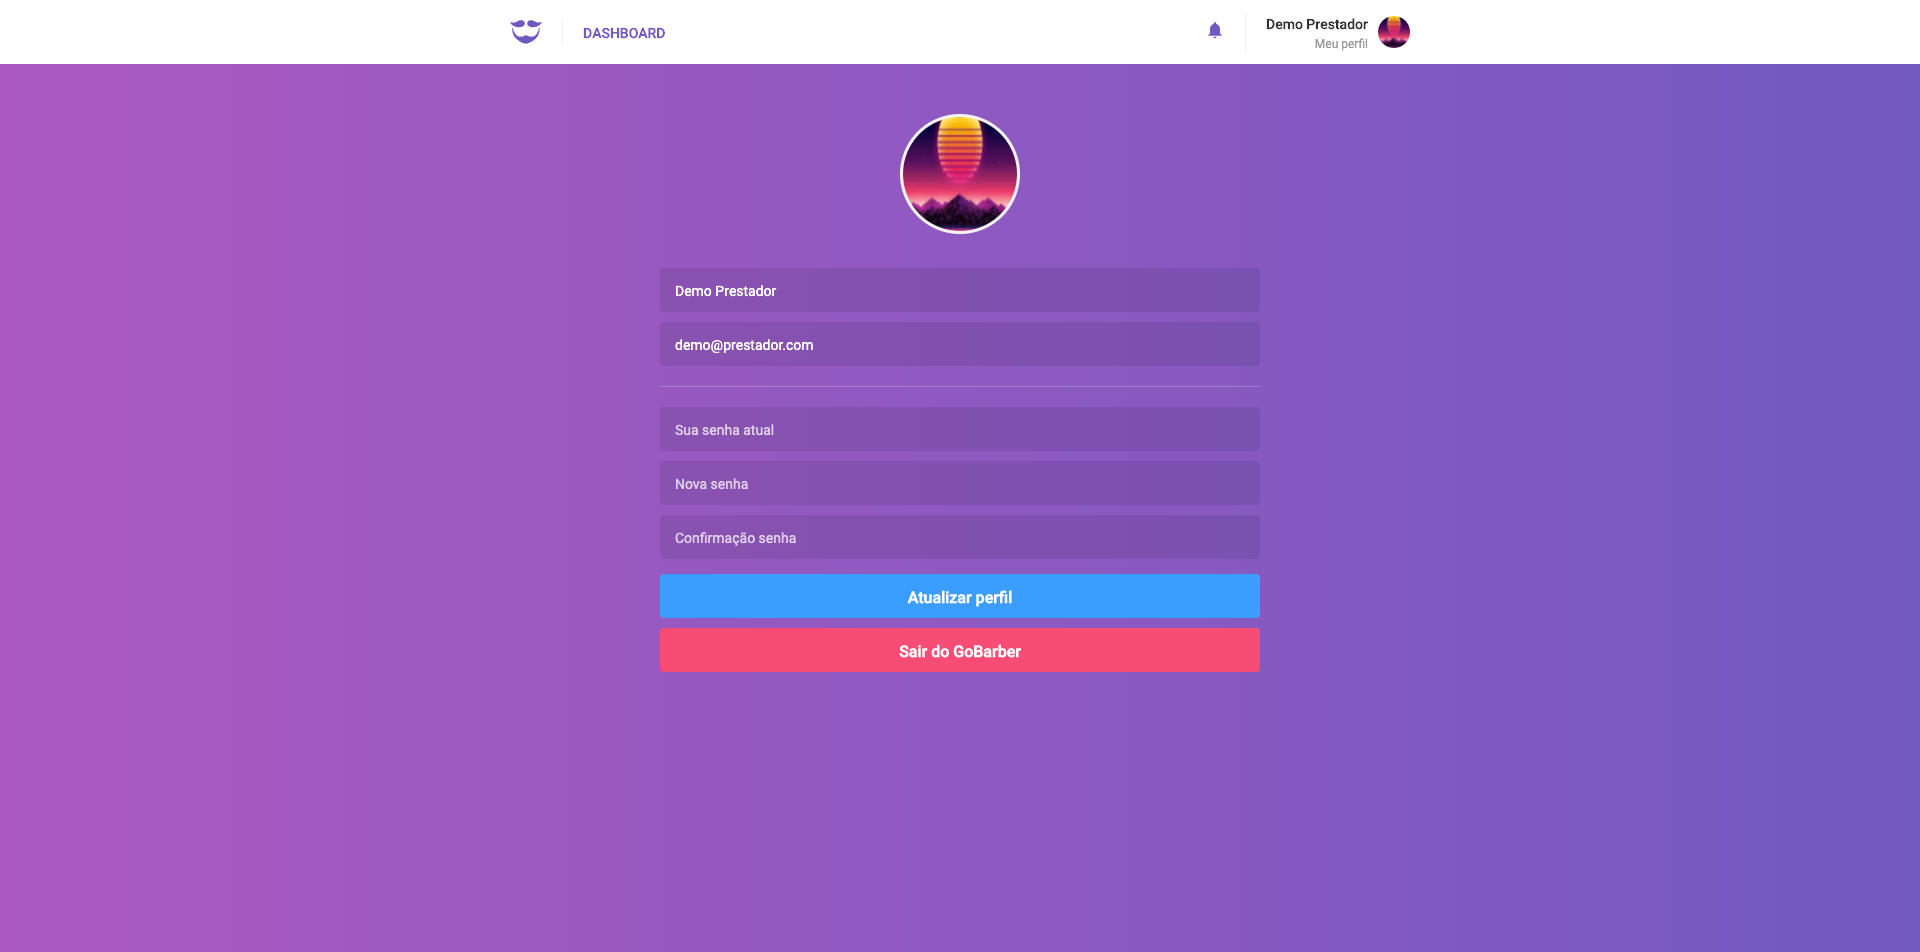 DASHBOARD
Demo Prestador
Meu perfil
Demo Prestador
demo@prestador.com
Sua senha atual
Nova senha
Confirmação senha
Atualizar perfil
Sair do GoBarber